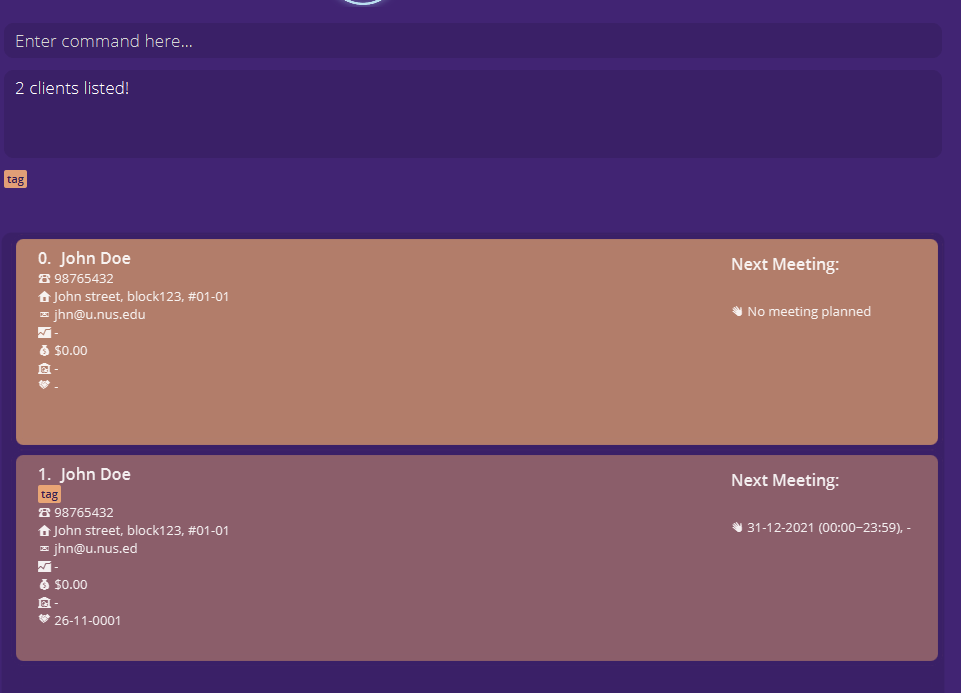 Enter command here...
2 clients listed!
tag
0. John Doe
98765432
John street, block123, #01-01
jhn@u.nus.edu
-
$0.00
-
-
Next Meeting:
No meeting planned
1. John Doe
tag
98765432
John street, block123, #01-01
jhn@u.nus.ed
-
$0.00
-
26-11-0001
Next Meeting:
31-12-2021 (00:00~23:59), -